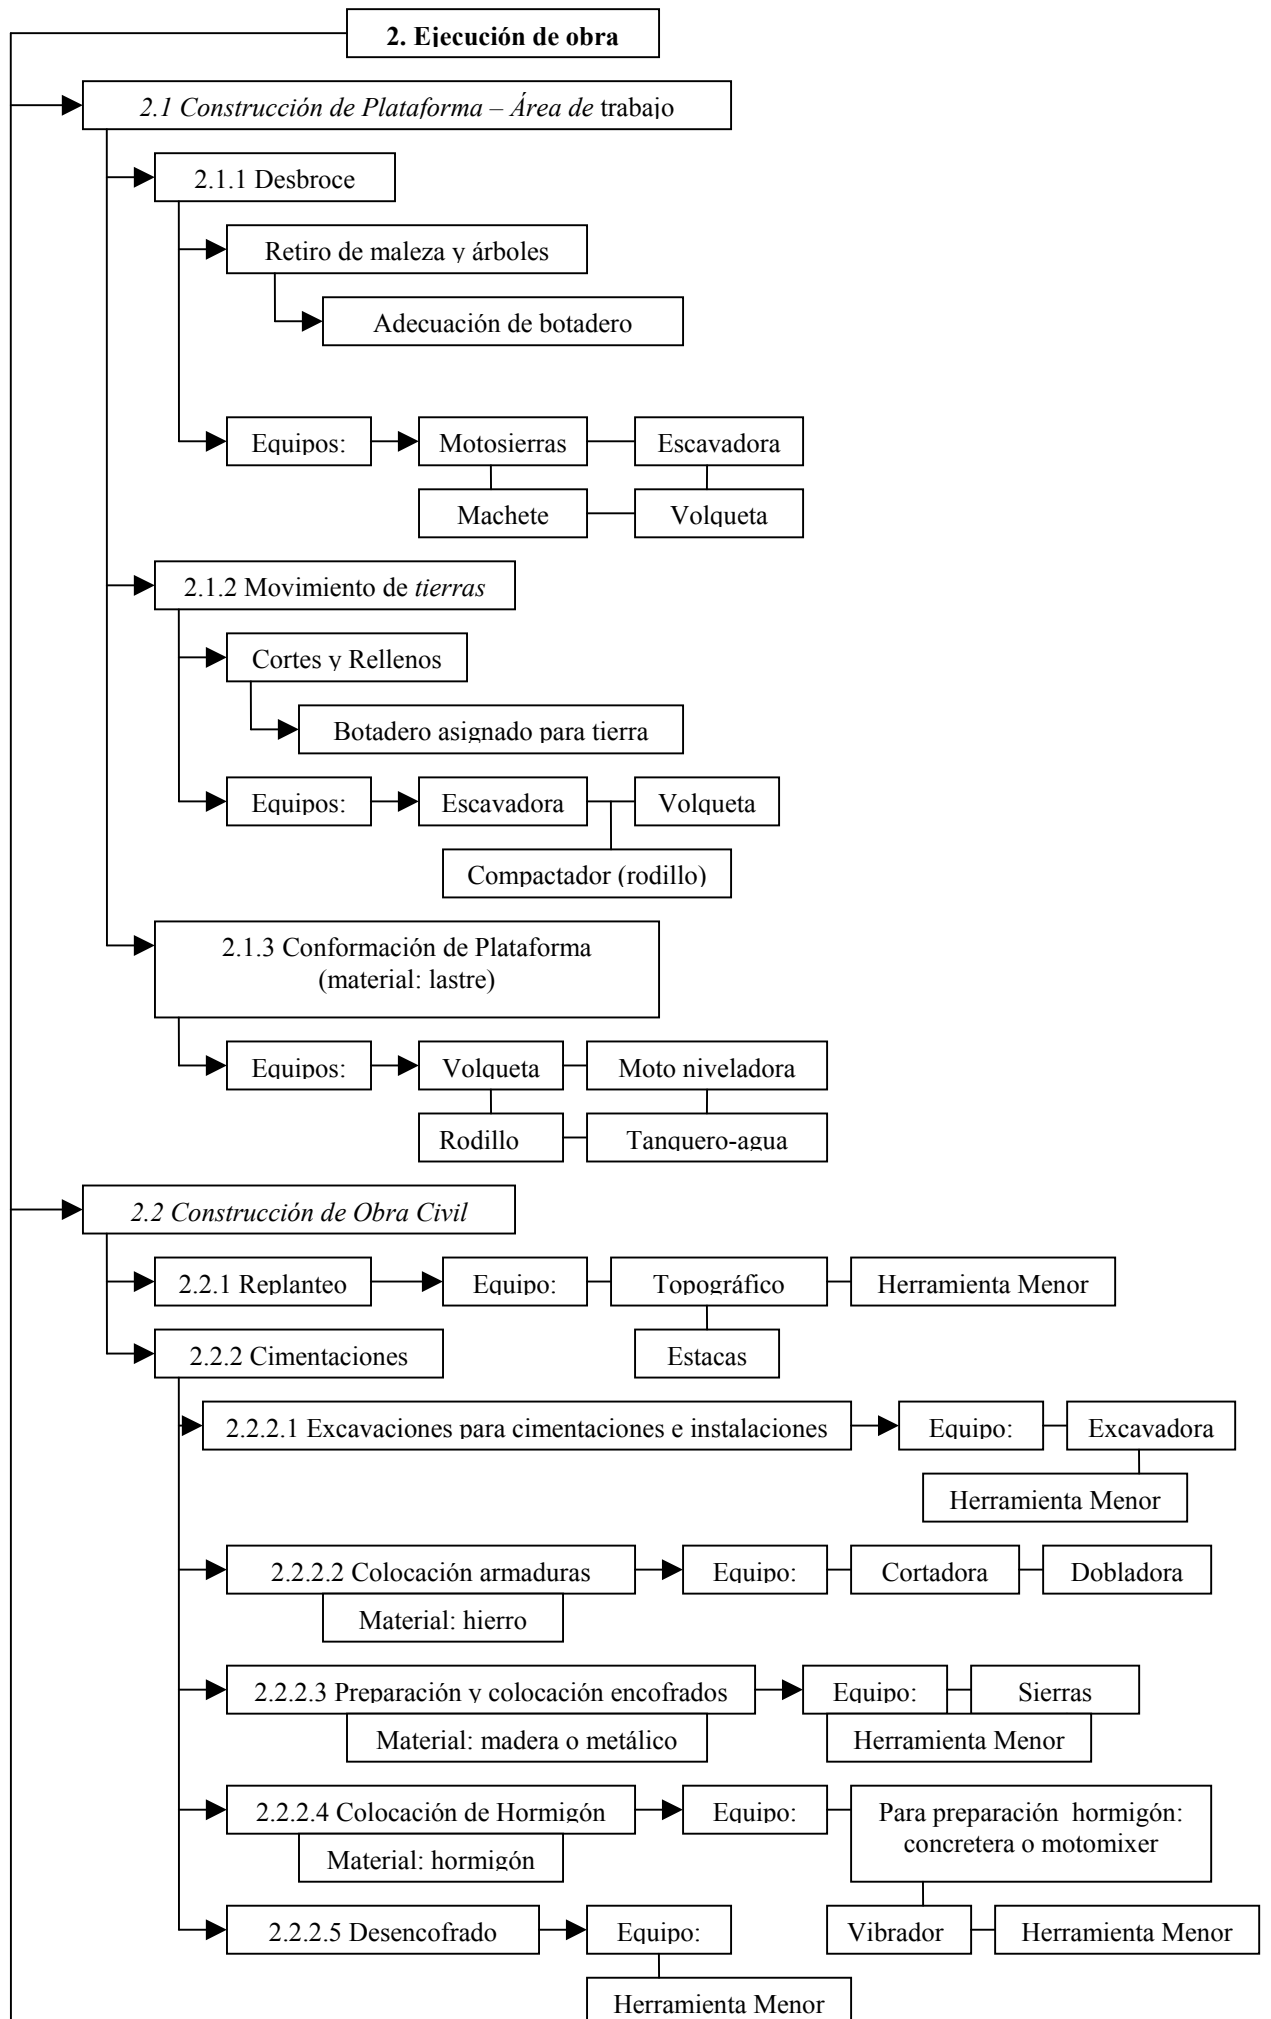 2. Ejecución de obra
2.1 Construcción de Plataforma – Área de trabajo
2.1.1 Desbroce
Retiro de maleza y árboles
Adecuación de botadero
Equipos:
Motosierras
Escavadora
Machete
Volqueta
2.1.2 Movimiento de tierras
Cortes y Rellenos
Botadero asignado para tierra
Equipos:
Escavadora
Volqueta
Compactador (rodillo)
2.1.3 Conformación de Plataforma
(material: lastre)
Equipos:
Volqueta
Moto niveladora
Rodillo
Tanquero-agua
2.2 Construcción de Obra Civil
2.2.1 Replanteo
Equipo:
Topográfico
Herramienta Menor
Estacas
2.2.2 Cimentaciones
2.2.2.1 Excavaciones para cimentaciones e instalaciones
Equipo:
Excavadora
Herramienta Menor
2.2.2.2 Colocación armaduras
Equipo:
Cortadora
Dobladora
Material: hierro
2.2.2.3 Preparación y colocación encofrados
Equipo:
Sierras
Material: madera o metálico
Herramienta Menor
2.2.2.4 Colocación de Hormigón
Equipo:
Para preparación hormigón:
concretera o motomixer
Material: hormigón
2.2.2.5 Desencofrado
Equipo:
Vibrador
Herramienta Menor
Herramienta Menor